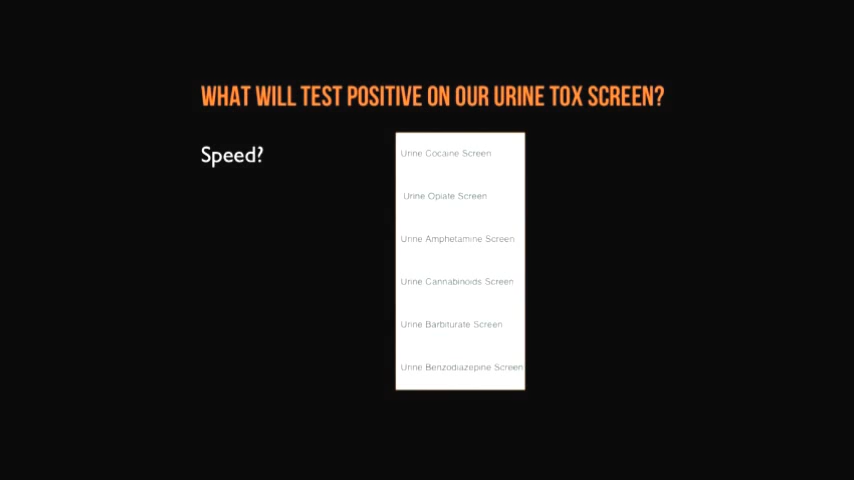 WHAT WILL TEST POSITIVE ON OUR URINE TOX SCREEN?
Speed?
Urine Cocaine Screen
Urine Opiate Screen
Urine Amphetamine Screen
Urine Cannabinoids Screen
Urine Barbiturate Screen
Urine Benzodiazepine Screen